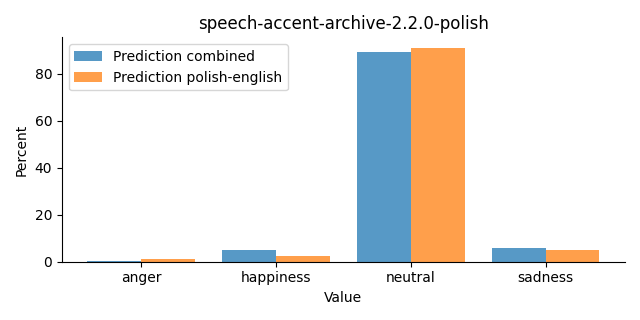 speech-accent-archive-2.2.0-polish
Prediction combined
Prediction polish-english
Percent
80
60
40
20
0
anger happiness neutral sadness
Value